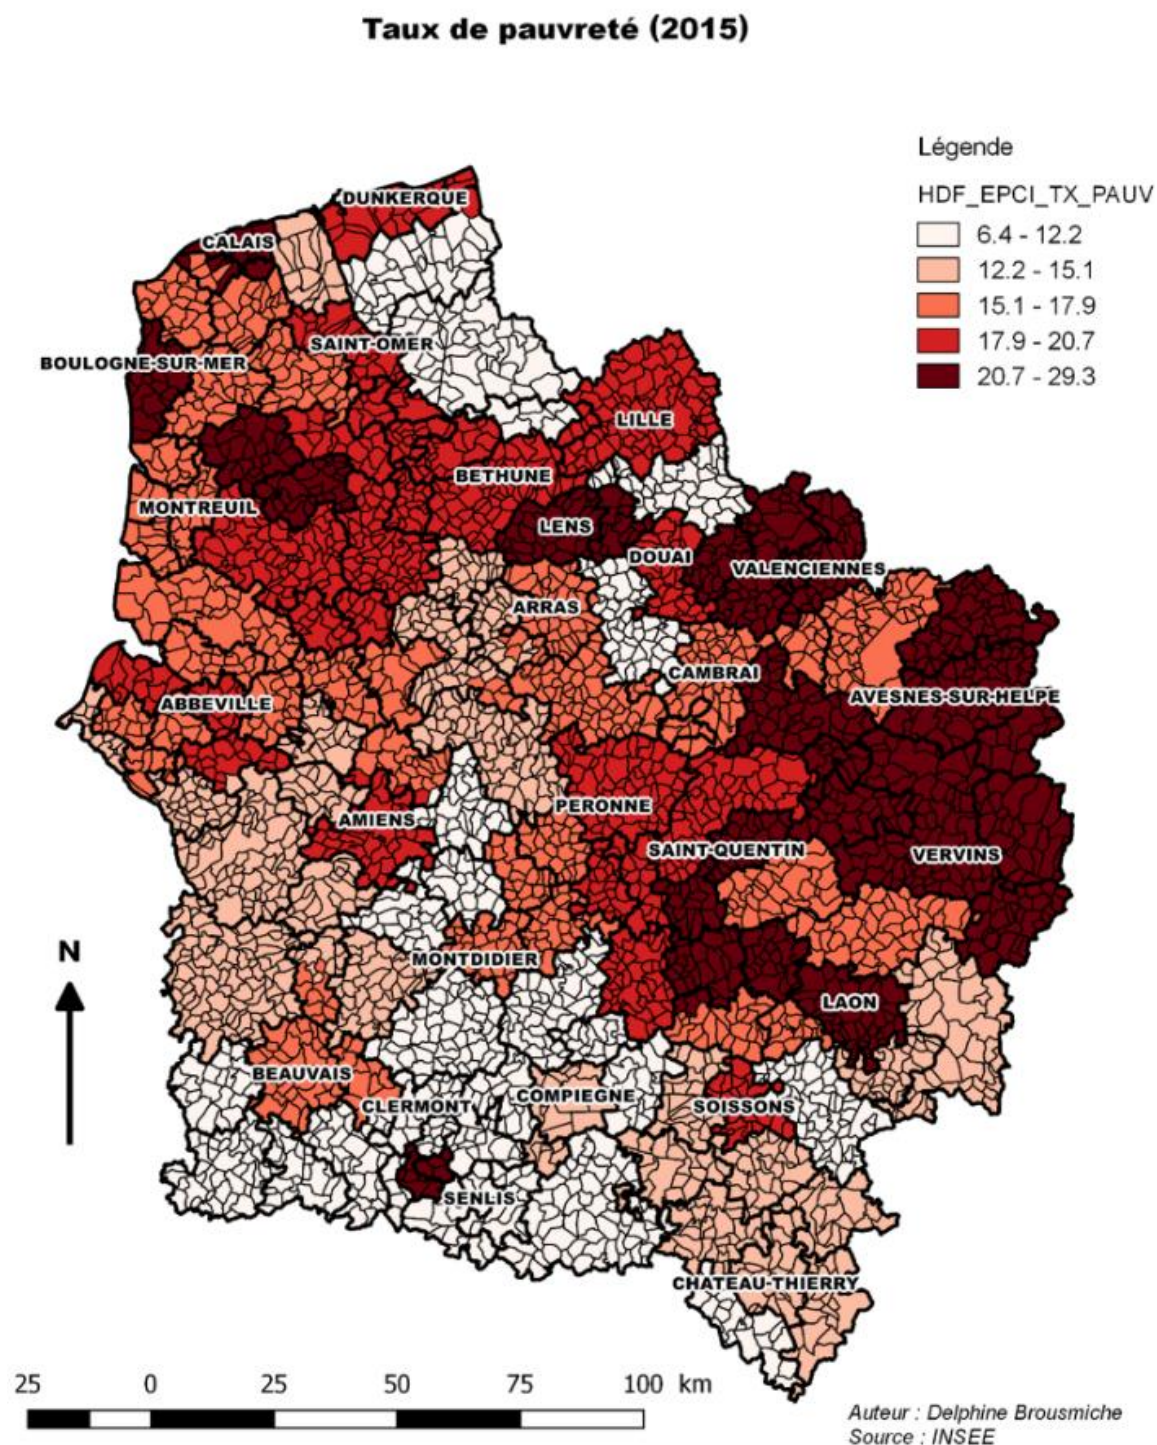 Taux de pauvreté (2015)
Légende
HDF_EPCI_TX_PAUV
6.4 - 12.2
12.2 - 15.1
15.1 - 17.9
17.9 - 20.7
20.7 - 29.3
DUNKERQUE
CALAIS
SAINT-OMER
BOULOGNE-SUR-MER
LILLE
BETHUNE
MONTREUIL
LENS
DOUAI
VALENCIENNES
ARRAS
CAMBRAI
AVESNES-SUR-HELPE
ABBEVILLE
PERONNE
AMIENS
SAINT-QUENTIN
VERVINS
N
MONTDIDIER
LAON
BEAUVAIS
COMPIEGNE
CLERMONT
SOISSONS
SENLIS
CHATEAU-THIERRY
25 0 25 50 75 100 km
Auteur : Delphine Brousmiche
Source : INSEE